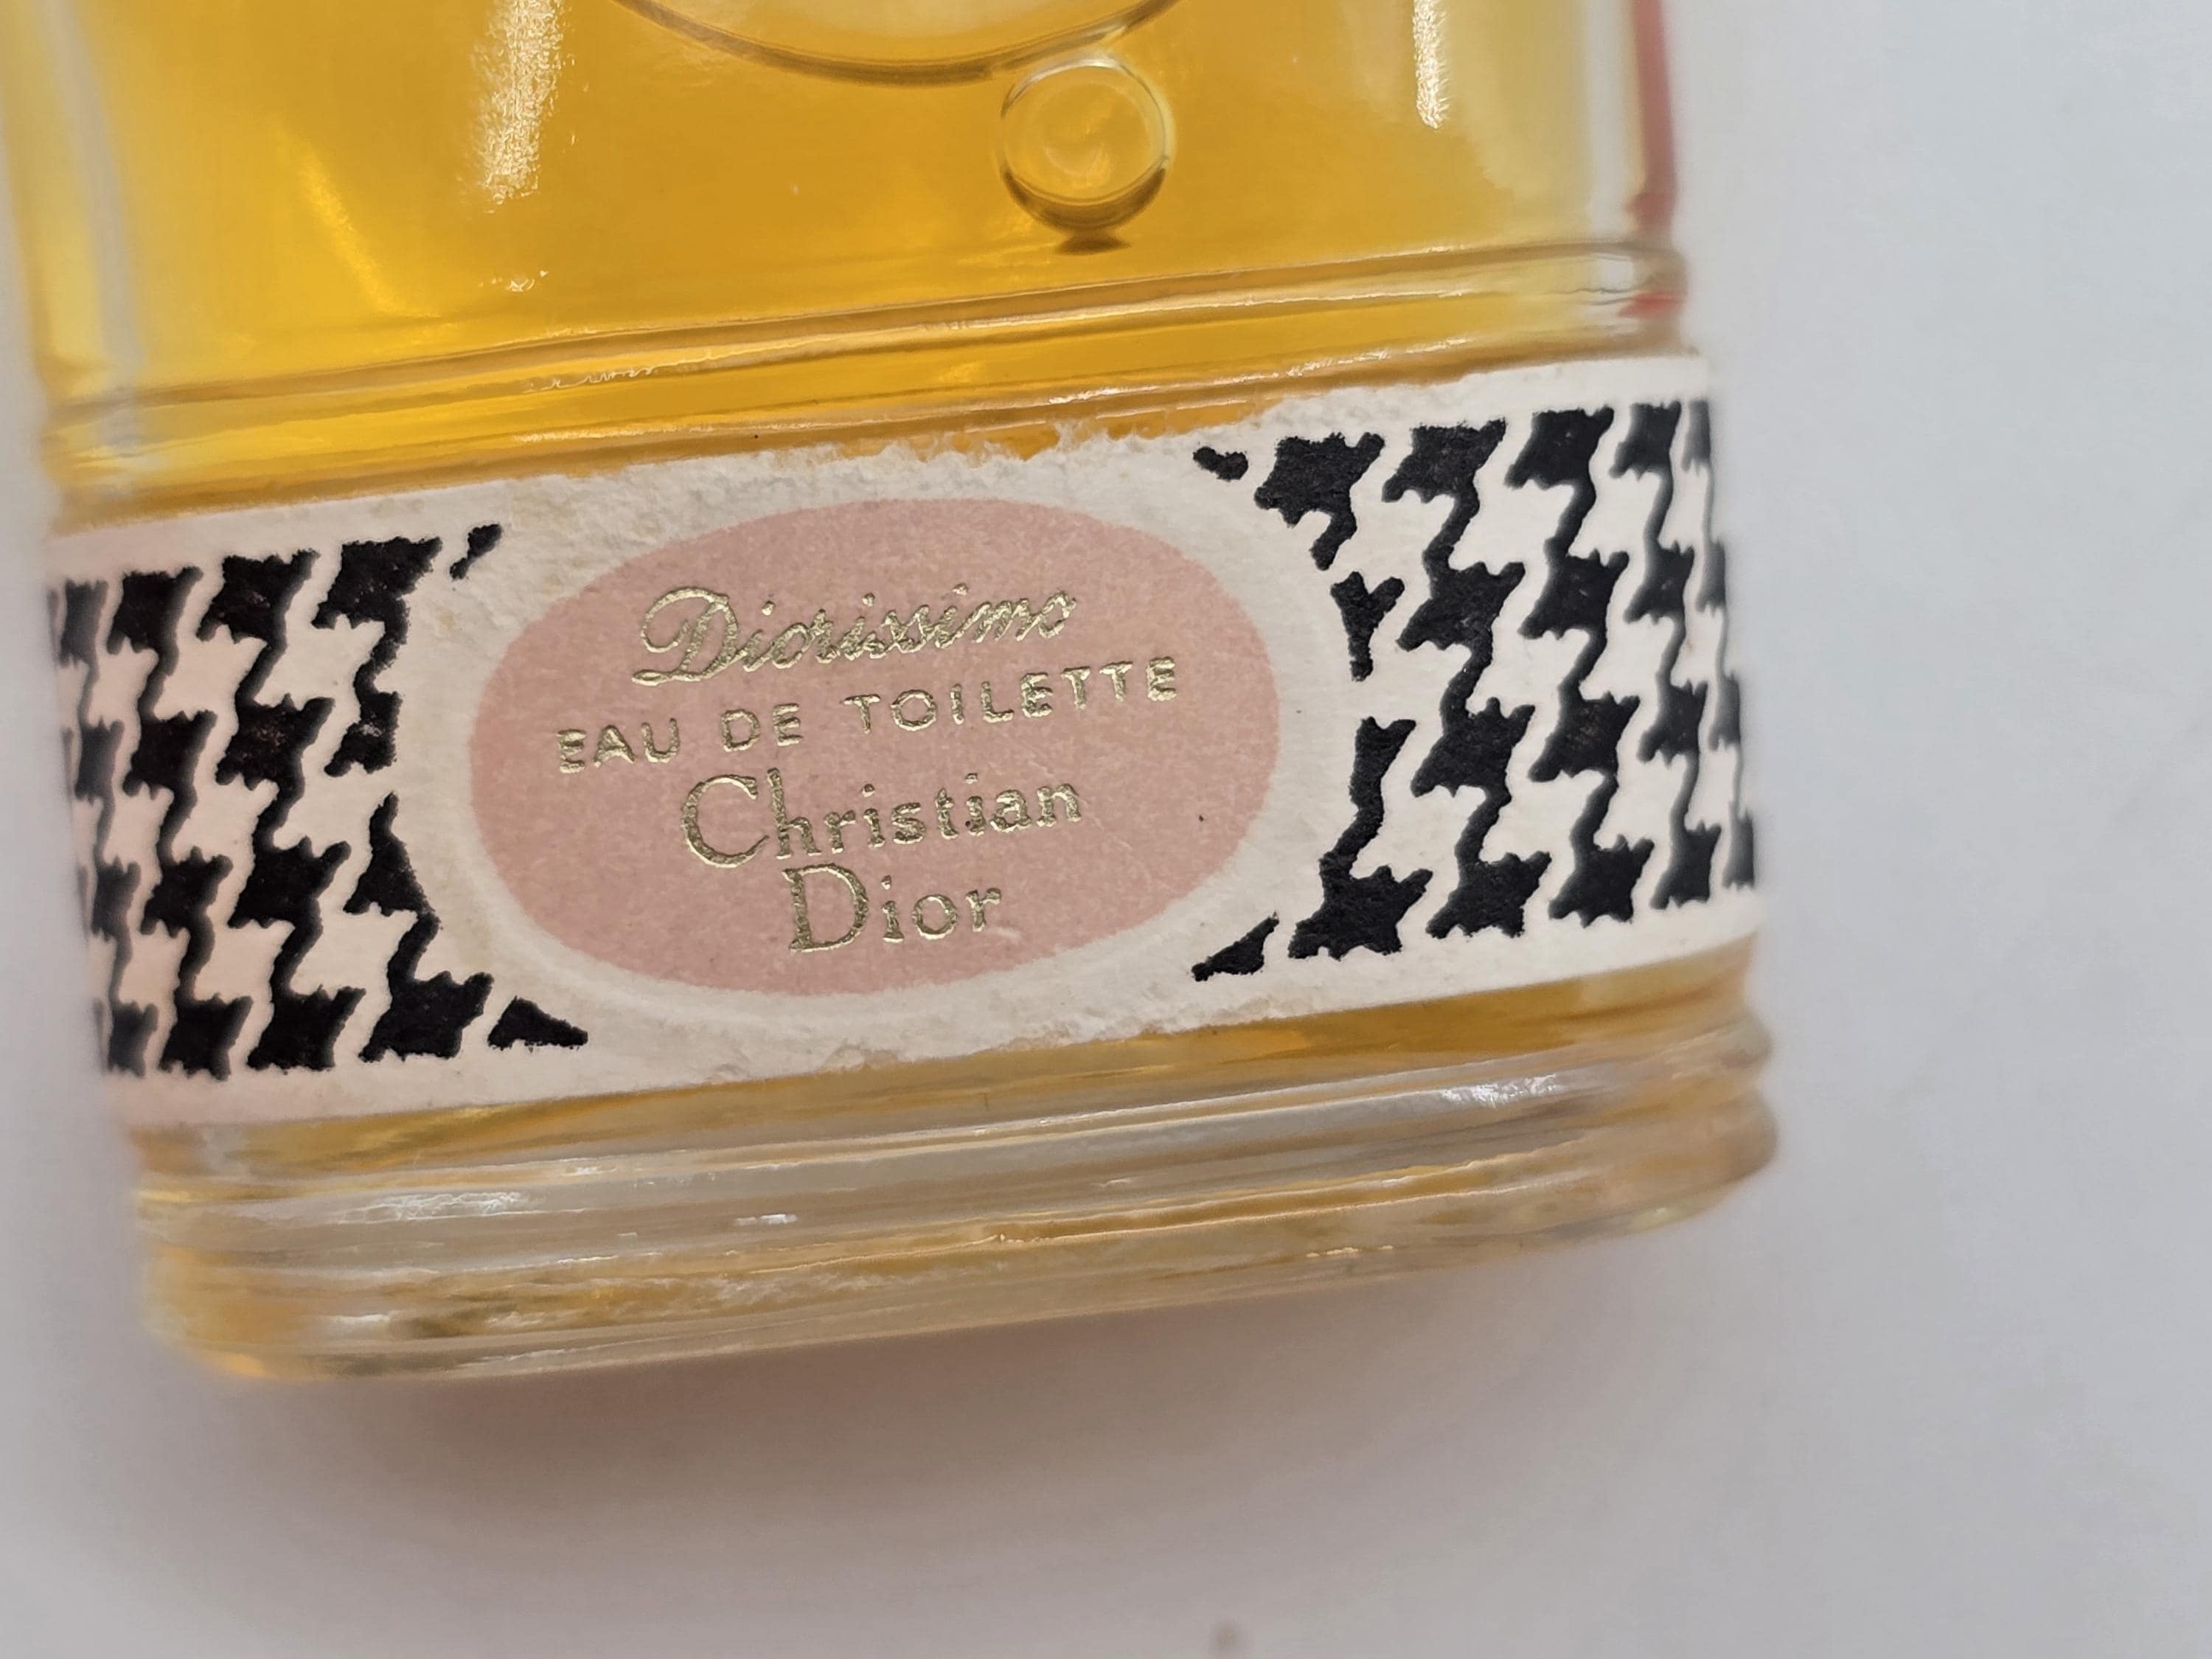 Diorissimo
EAU DE TOILETTE
Christian
Dior